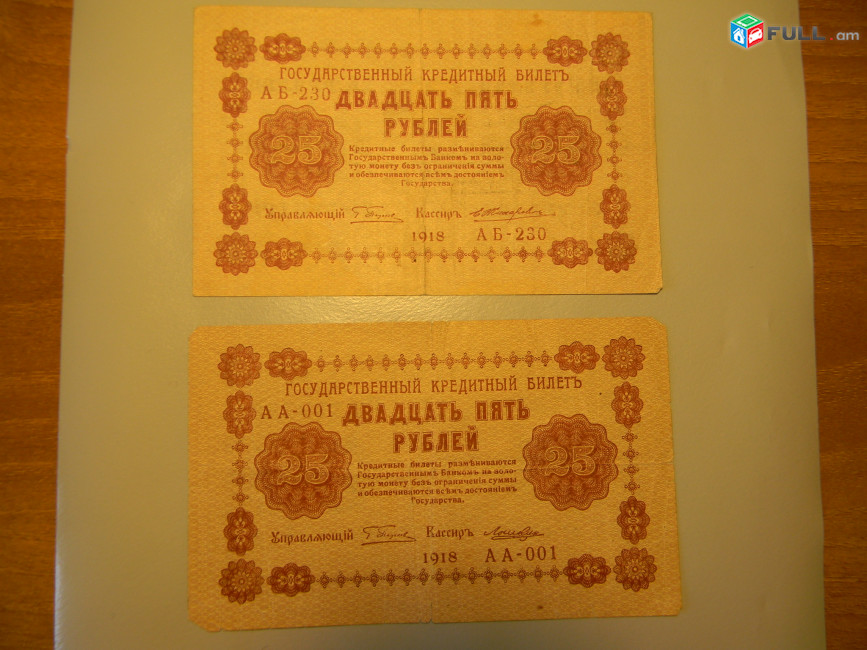 FULL.am
ГОСУДАРСТВЕННЫЙ КРЕДИТНЫЙ БИЛЕТЪ
АБ-230 ДВАДЦАТЬ ПЯТЬ
РУБЛЕЙ
25 25
Кредитные билеты размѣниваются
Государственнымъ Банкомъ на золо-
тую монету безъ ограниченія суммы
и обезпечиваются всѣмъ достояніемъ
Государства.
Управляющій Кассиръ
1918 АБ-230
ГОСУДАРСТВЕННЫЙ КРЕДИТНЫЙ БИЛЕТЪ
АА-001 ДВАДЦАТЬ ПЯТЬ
РУБЛЕЙ
25 25
Кредитные билеты размѣниваются
Государственнымъ Банкомъ на золо-
тую монету безъ ограниченія суммы
и обезпечиваются всѣмъ достояніемъ
Государства.
Управляющій Кассиръ
1918 АА-001